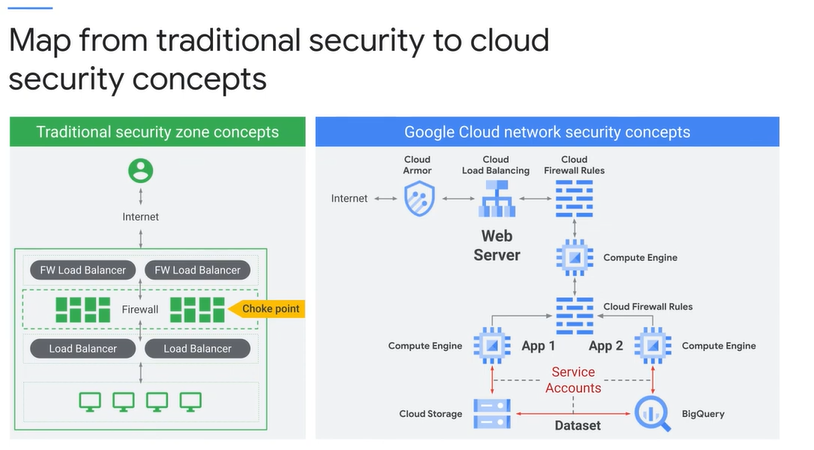 Map from traditional security to cloud
security concepts
Traditional security zone concepts
Internet
FW Load Balancer
FW Load Balancer
Firewall
Choke point
Load Balancer
Load Balancer
Google Cloud network security concepts
Internet
Cloud
Armor
Cloud
Load Balancing
Cloud
Firewall Rules
Web
Server
Compute Engine
Cloud Firewall Rules
Compute Engine
App 1
App 2
Compute Engine
Service
Accounts
Cloud Storage
Dataset
BigQuery